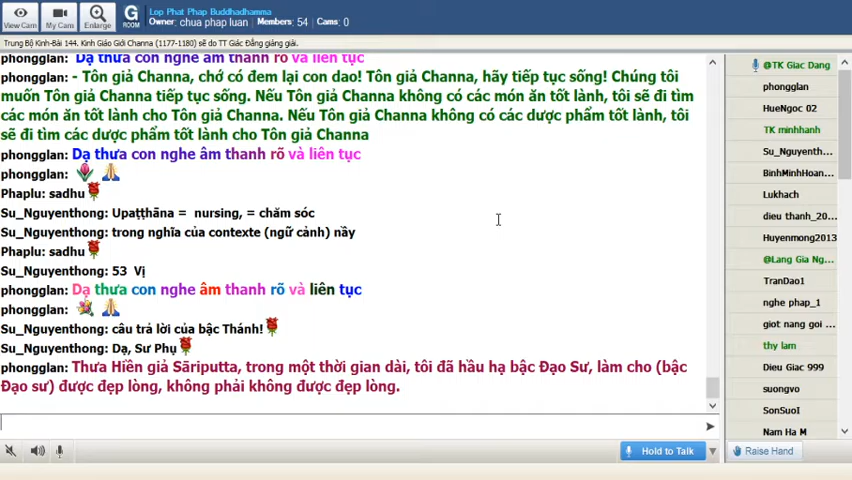 Lop Phat Phap Buddhadhamma
Owner: chua phap luan Members: 54 Cams: 0
View Cam My Cam Enlarge ROOM
Trung Bộ Kinh-Bài 144. Kinh Giáo Giới Channa (1177-1180) sẽ do TT Giác Đẳng giảng giải.
phongglan: Dạ thưa con nghe âm thanh rõ và liên tục
phongglan: - Tôn giả Channa, chớ có đem lại con dao! Tôn giả Channa, hãy tiếp tục sống! Chúng tôi
muốn Tôn giả Channa tiếp tục sống. Nếu Tôn giả Channa không có các món ăn tốt lành, tôi sẽ đi tìm
các món ăn tốt lành cho Tôn giả Channa. Nếu Tôn giả Channa không có các dược phẩm tốt lành, tôi
sẽ đi tìm các dược phẩm tốt lành cho Tôn giả Channa
phongglan: Dạ thưa con nghe âm thanh rõ và liên tục
phongglan:
Phaplu: sadhu
Su_Nguyenthong: Upaṭṭhāna = nursing, = chăm sóc
Su_Nguyenthong: trong nghĩa của contexte (ngữ cảnh) nầy
Phaplu: sadhu
Su_Nguyenthong: 53 Vị
phongglan: Dạ thưa con nghe âm thanh rõ và liên tục
phongglan:
Su_Nguyenthong: câu trả lời của bậc Thánh!
Su_Nguyenthong: Dạ, Sư Phụ
phongglan: Thưa Hiền giả Sāriputta, trong một thời gian dài, tôi đã hầu hạ bậc Đạo Sư, làm cho (bậc
Đạo sư) được đẹp lòng, không phải không được đẹp lòng.
Hold to Talk
@TK Giac Dang
phongglan
HueNgoc 02
TK minhhanh
Su_Nguyenth...
BinhMinhHoan...
Lukhach
dieu thanh_20...
Huyenmong2013
@Lang Gia Ng...
TranDao1
nghe phap_1
giot nang goi ...
thy lam
Dieu Giac 999
suongvo
SonSuoI
Nam Ha M
Raise Hand